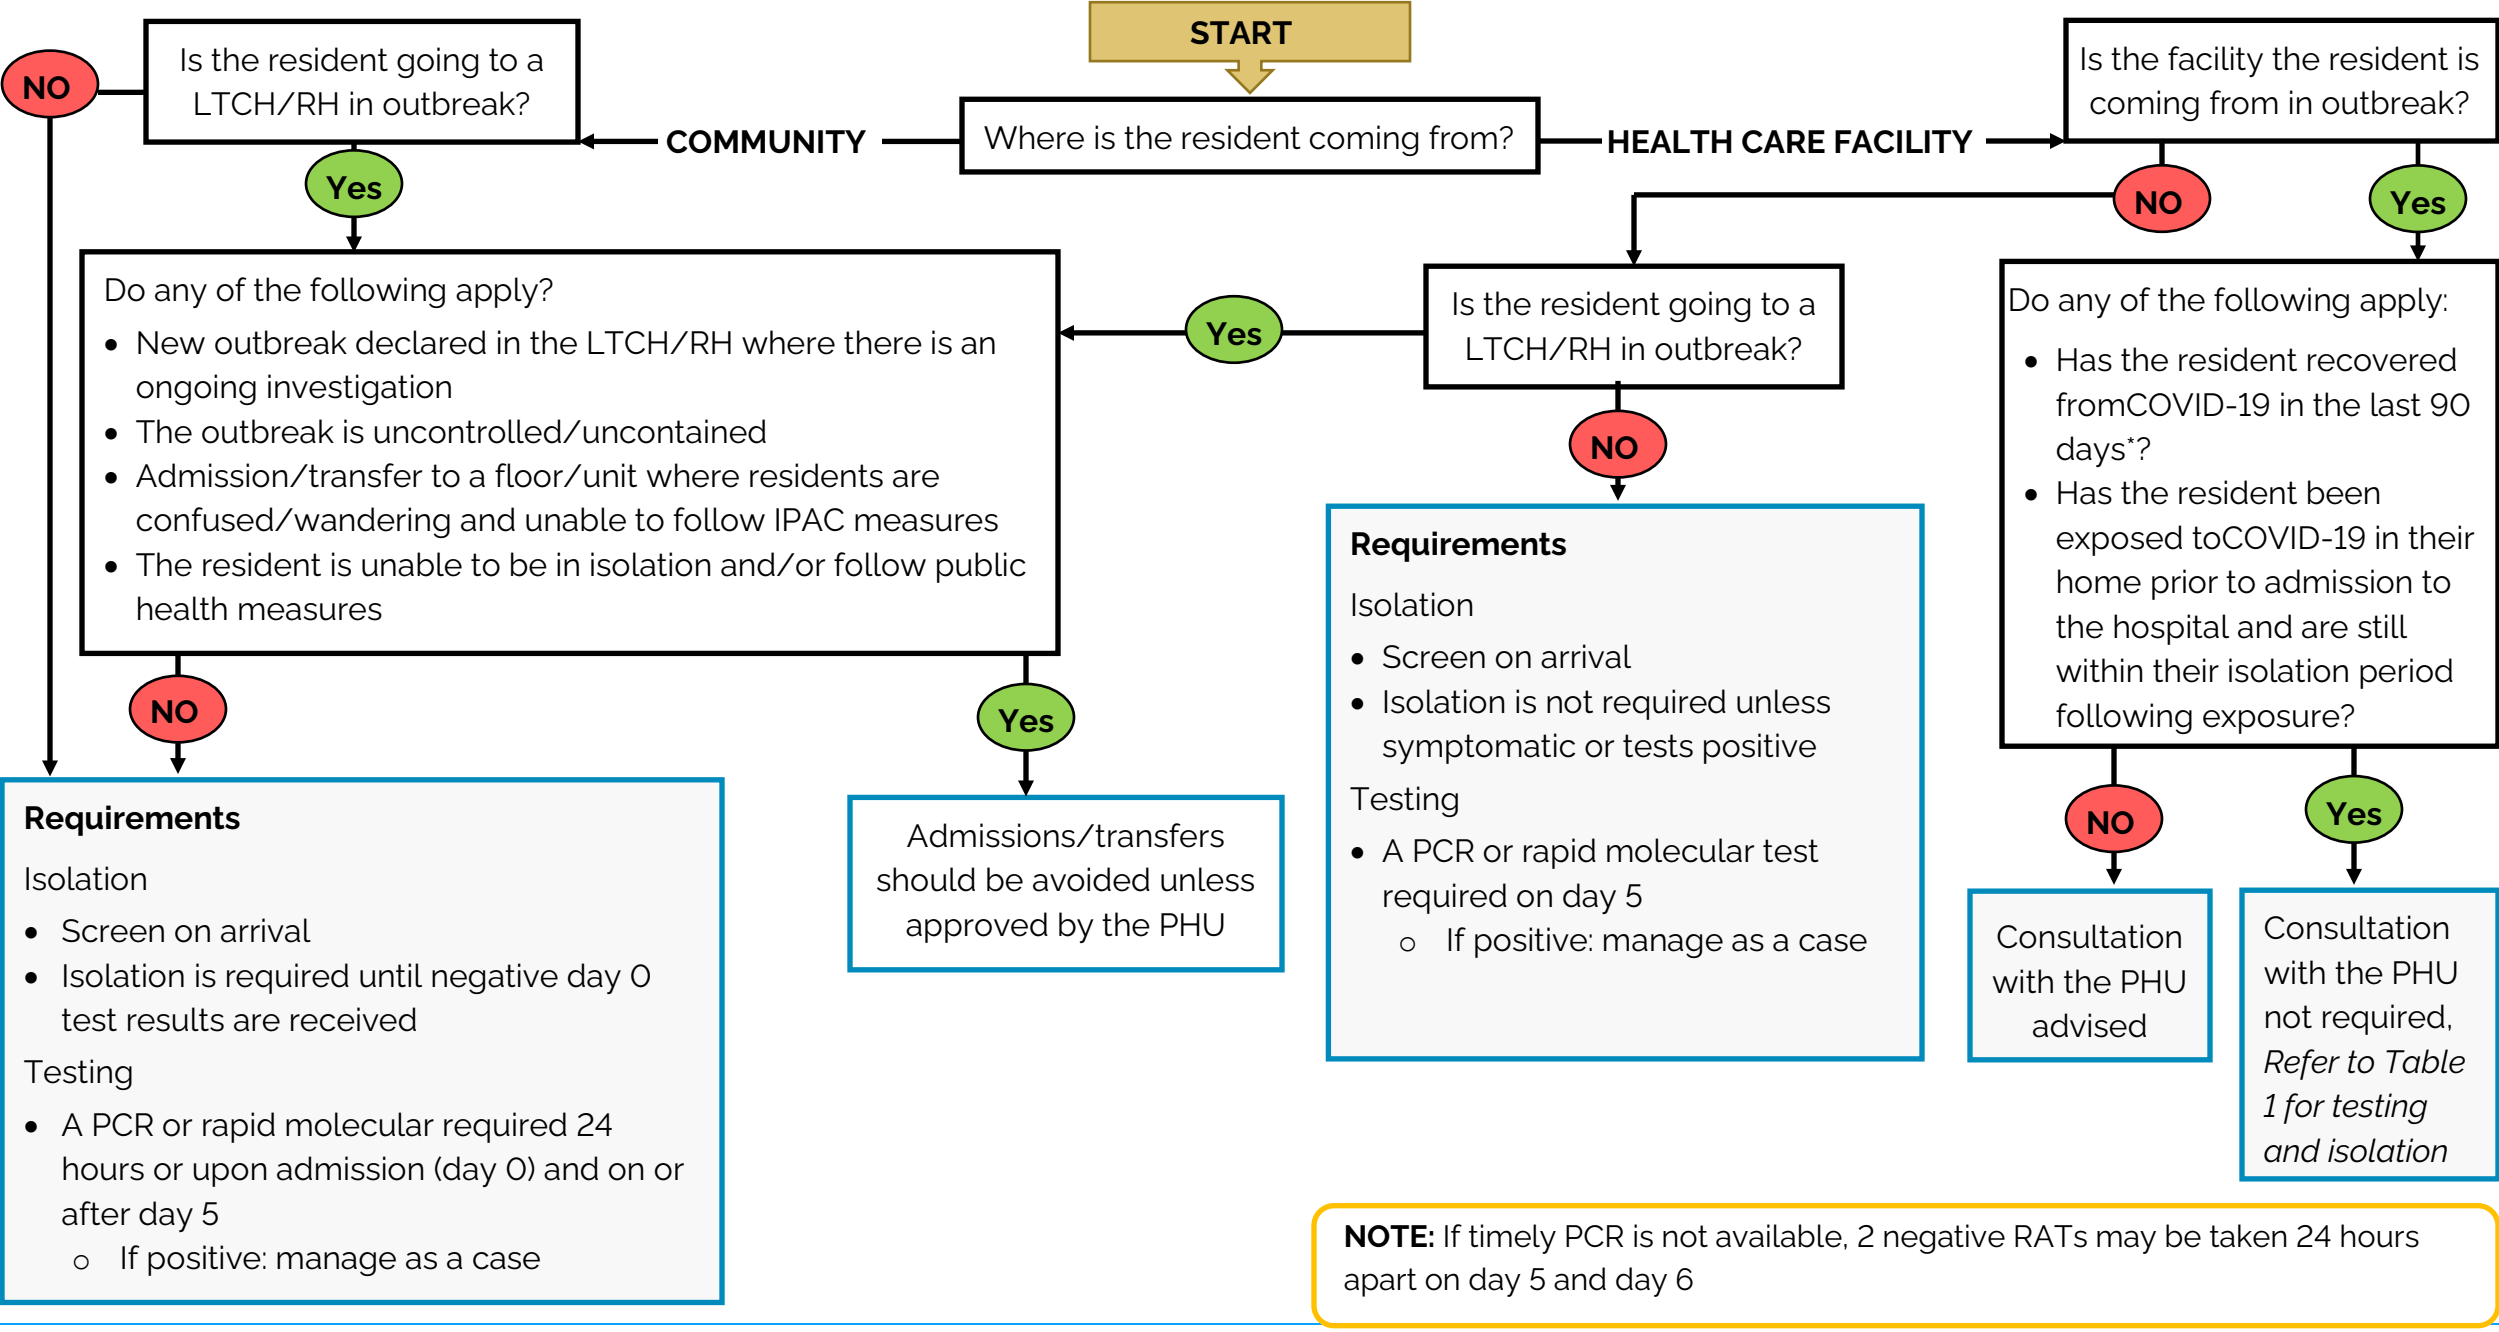 START
Where is the resident coming from?
COMMUNITY
HEALTH CARE FACILITY
Is the resident going to a
LTCH/RH in outbreak?
NO
Yes
Do any of the following apply?
• New outbreak declared in the LTCH/RH where there is an
ongoing investigation
• The outbreak is uncontrolled/uncontained
• Admission/transfer to a floor/unit where residents are
confused/wandering and unable to follow IPAC measures
• The resident is unable to be in isolation and/or follow public
health measures
NO
Yes
Requirements
Isolation
• Screen on arrival
• Isolation is required until negative day 0
test results are received
Testing
• A PCR or rapid molecular required 24
hours or upon admission (day 0) and on or
after day 5
o If positive: manage as a case
Admissions/transfers
should be avoided unless
approved by the PHU
Is the facility the resident is
coming from in outbreak?
NO
Yes
Is the resident going to a
LTCH/RH in outbreak?
Yes
NO
Requirements
Isolation
• Screen on arrival
• Isolation is not required unless
symptomatic or tests positive
Testing
• A PCR or rapid molecular test
required on day 5
o If positive: manage as a case
Do any of the following apply:
• Has the resident recovered
fromCOVID-19 in the last 90
days*?
• Has the resident been
exposed toCOVID-19 in their
home prior to admission to
the hospital and are still
within their isolation period
following exposure?
NO
Yes
Consultation
with the PHU
advised
Consultation
with the PHU
not required,
Refer to Table
1 for testing
and isolation
NOTE: If timely PCR is not available, 2 negative RATs may be taken 24 hours
apart on day 5 and day 6